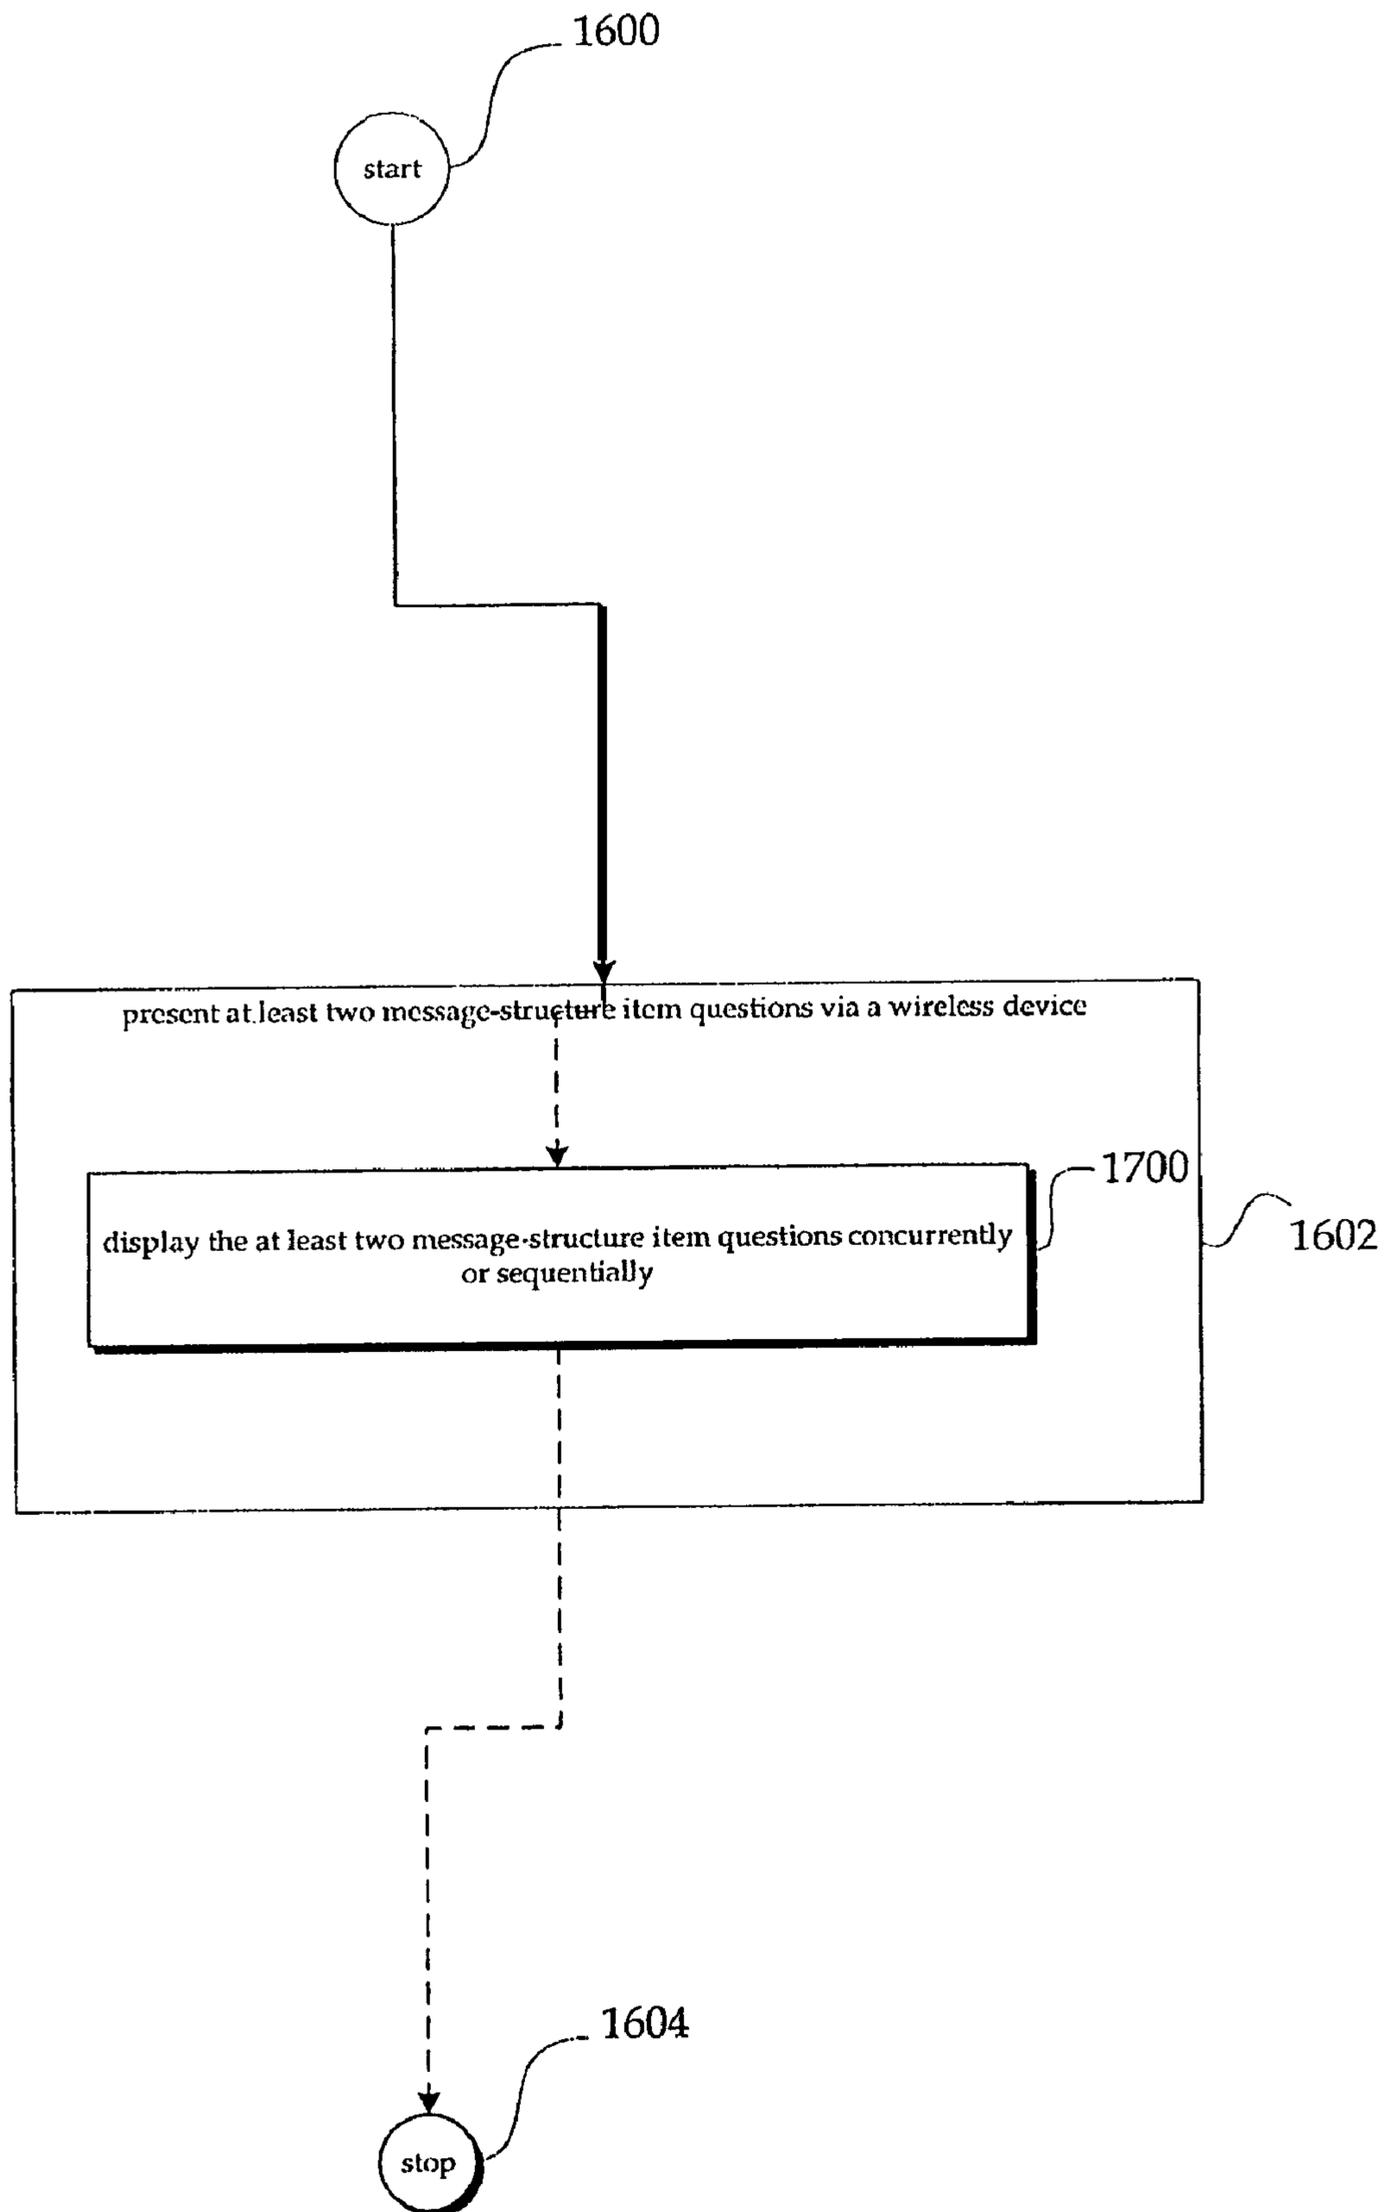 1600
start
present at least two message-structure item questions via a wireless device
1700
display the at least two message-structure item questions concurrently
or sequentially
1602
1604
stop